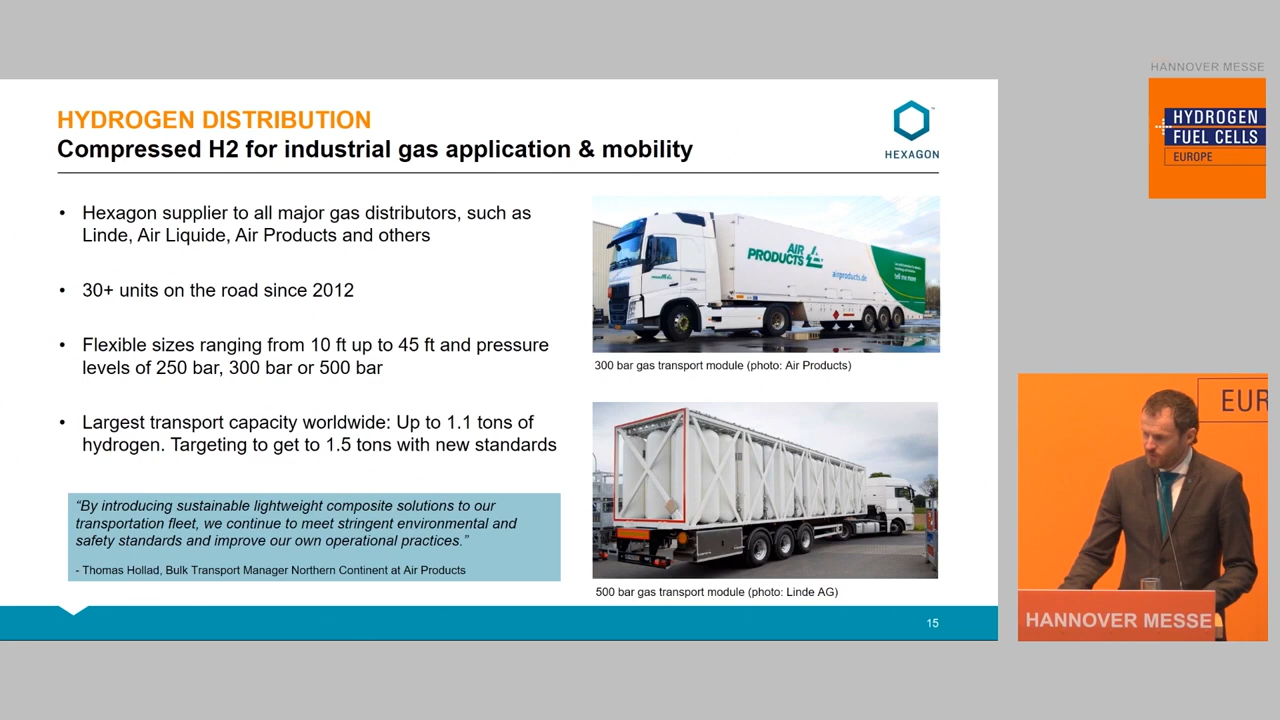 HANNOVER MESSE
HYDROGEN
FUEL CELLS
EUROPE
HYDROGEN DISTRIBUTION
Compressed H2 for industrial gas application & mobility
HEXAGON
• Hexagon supplier to all major gas distributors, such as
Linde, Air Liquide, Air Products and others
• 30+ units on the road since 2012
• Flexible sizes ranging from 10 ft up to 45 ft and pressure
levels of 250 bar, 300 bar or 500 bar
• Largest transport capacity worldwide: Up to 1.1 tons of
hydrogen. Targeting to get to 1.5 tons with new standards
“By introducing sustainable lightweight composite solutions to our
transportation fleet, we continue to meet stringent environmental and
safety standards and improve our own operational practices.”
- Thomas Hollad, Bulk Transport Manager Northern Continent at Air Products
AIR
PRODUCTS
airproducts.de
tell me more
300 bar gas transport module (photo: Air Products)
500 bar gas transport module (photo: Linde AG)
15
EUR
HANNOVER MESSE